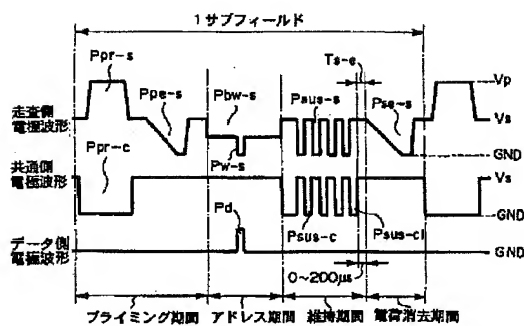 1サブフィールド
Ts-e
Ppr-s
Ppe-s
Pbw-s
Psus-s
Pse-s
Vp
走査側
電極波形
Vs
Pw-s
GND
Ppr-c
共通側
電極波形
Vs
Pd
Psus-c
Psus-cl
GND
データ側
電極波形
GND
0~200μs
プライミング期間
アドレス期間
維持期間
電荷消去期間